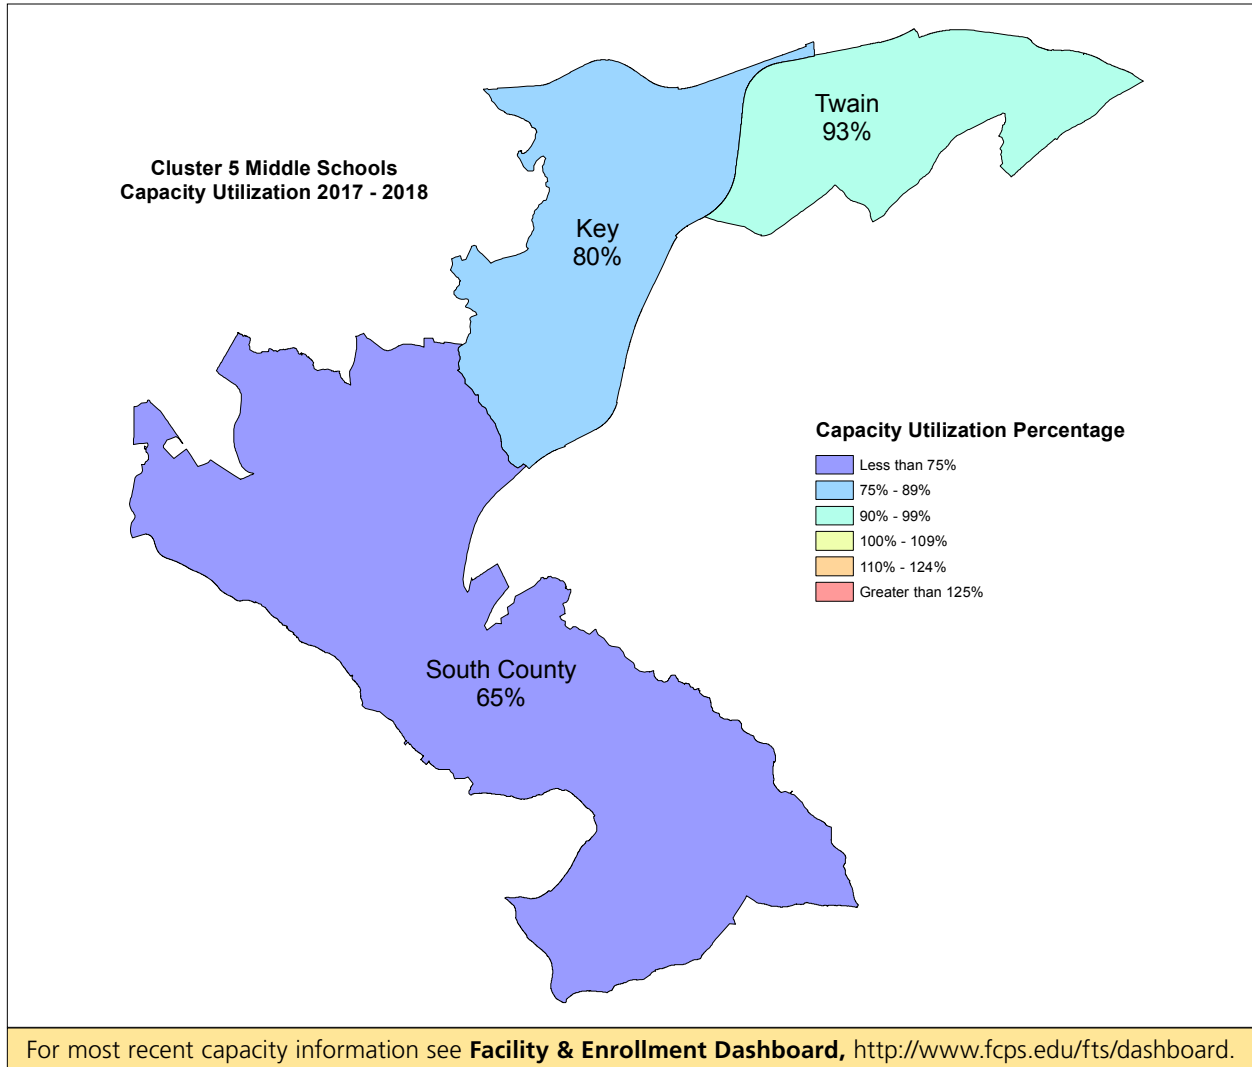 Twain
93%
Cluster 5 Middle Schools
Capacity Utilization 2017 - 2018
Key
80%
Capacity Utilization Percentage
Less than 75%
75% - 89%
90% - 99%
100% - 109%
110% - 124%
Greater than 125%
South County
65%
For most recent capacity information see Facility & Enrollment Dashboard, http://www.fcps.edu/fts/dashboard.